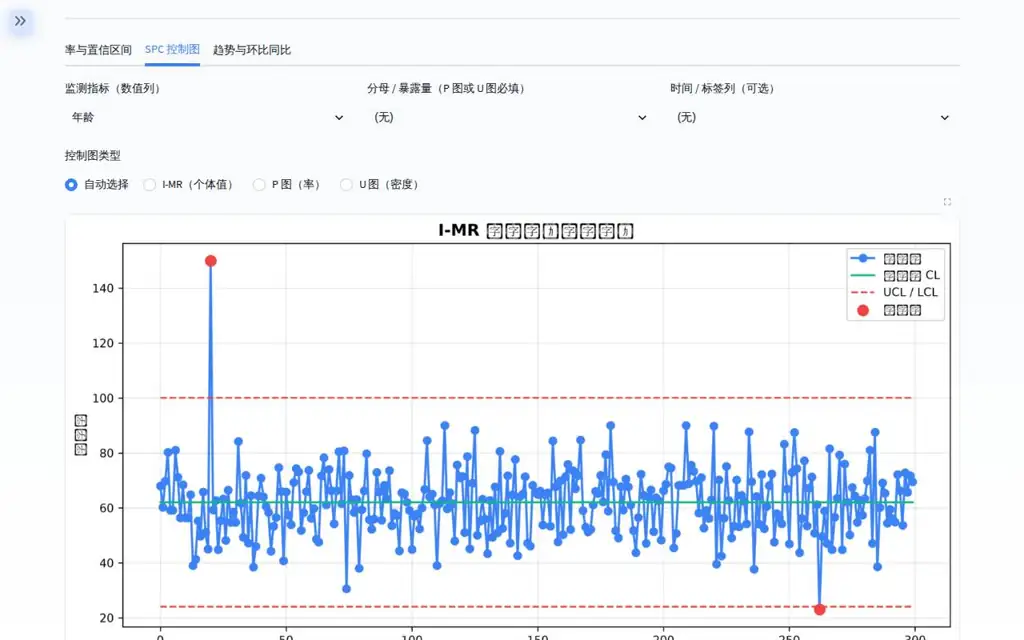 率与置信区间 SPC 控制图 趋势与环比同比
监测指标（数值列） 分母 / 暴露量（P 图或 U 图必填） 时间 / 标签列（可选）
年龄 (无) (无)
控制图类型
自动选择 I-MR（个体值） P 图（率） U 图（密度）
I-MR
CL
UCL / LCL
140
120
100
80
60
40
20
0 50 100 150 200 250 300